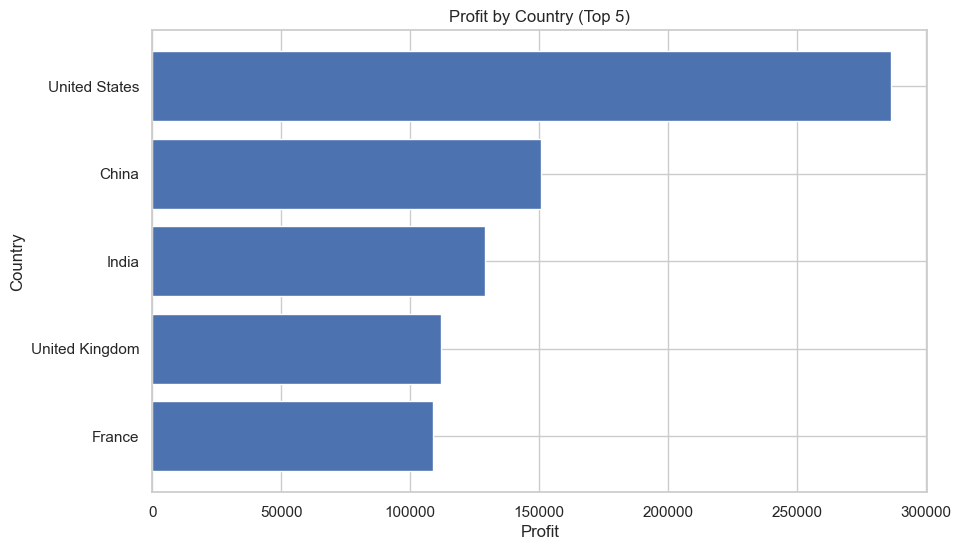 Profit by Country (Top 5)
United States
China
India
United Kingdom
France
Country
0 50000 100000 150000 200000 250000 300000
Profit